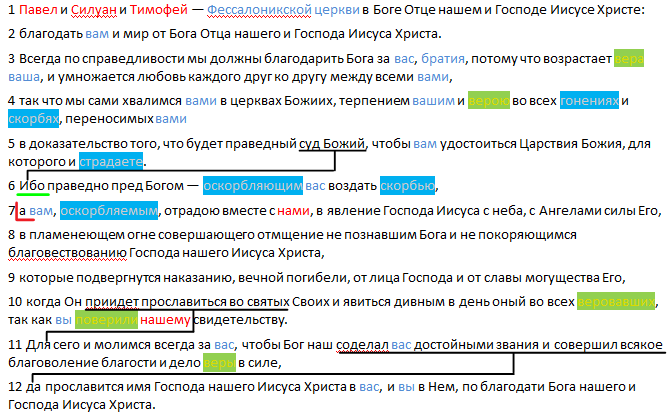 1 Павел и Силуан и Тимофей — Фессалоникской церкви в Боге Отце нашем и Господе Иисусе Христе:
2 благодать вам и мир от Бога Отца нашего и Господа Иисуса Христа.
3 Всегда по справедливости мы должны благодарить Бога за вас, братия, потому что возрастает вера
ваша, и умножается любовь каждого друг ко другу между всеми вами,
4 так что мы сами хвалимся вами в церквах Божиих, терпением вашим и верою во всех гонениях и
скорбях, переносимых вами
5 в доказательство того, что будет праведный суд Божий, чтобы вам удостоиться Царствия Божия, для
которого и страдаете.
6 Ибо праведно пред Богом — оскорбляющим вас воздать скорбью,
7 а вам, оскорбляемым, отрадою вместе с нами, в явление Господа Иисуса с неба, с Ангелами силы Его,
8 в пламенеющем огне совершающего отмщение не познавшим Бога и не покоряющимся
благовествованию Господа нашего Иисуса Христа,
9 которые подвергнутся наказанию, вечной погибели, от лица Господа и от славы могущества Его,
10 когда Он приидет прославиться во святых Своих и явиться дивным в день оный во всех веровавших,
так как вы поверили нашему свидетельству.
11 Для сего и молимся всегда за вас, чтобы Бог наш соделал вас достойными звания и совершил всякое
благоволение благости и дело веры в силе,
12 да прославится имя Господа нашего Иисуса Христа в вас, и вы в Нем, по благодати Бога нашего и
Господа Иисуса Христа.